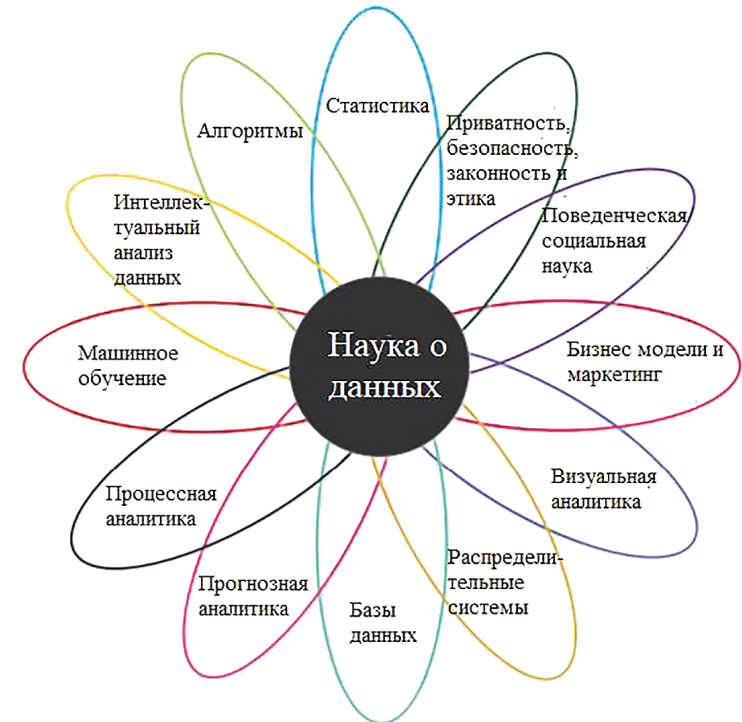 Статистика
Приватность,
безопасность,
законность и
этика
Поведенческая
социальная
наука
Бизнес модели и
маркетинг
Визуальная
аналитика
Распредели-
тельные
системы
Базы
данных
Прогнозная
аналитика
Процессная
аналитика
Машинное
обучение
Интеллек-
туальный
анализ
данных
Алгоритмы
Наука о
данных